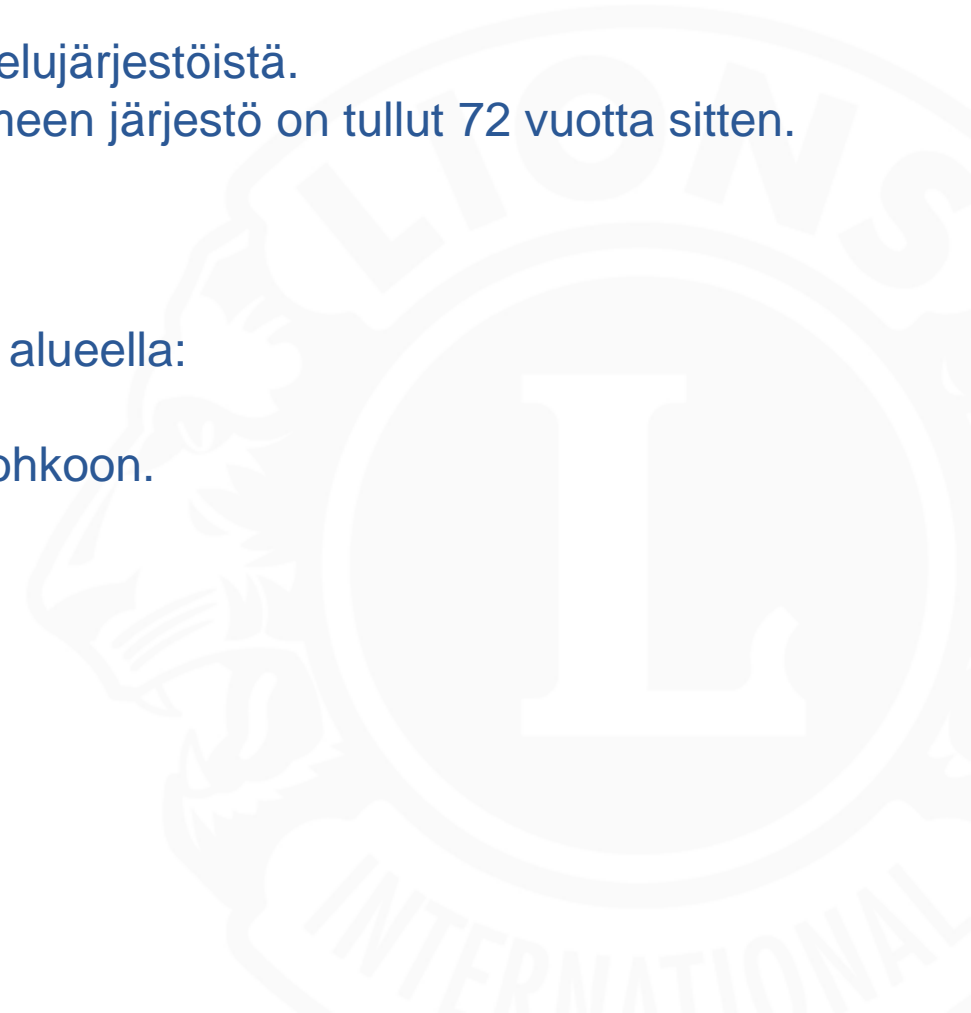 elujärjestöistä.
neen järjestö on tullut 72 vuotta sitten.
alueella:
ohkoon.
LIONS
L
INTERNATIONAL